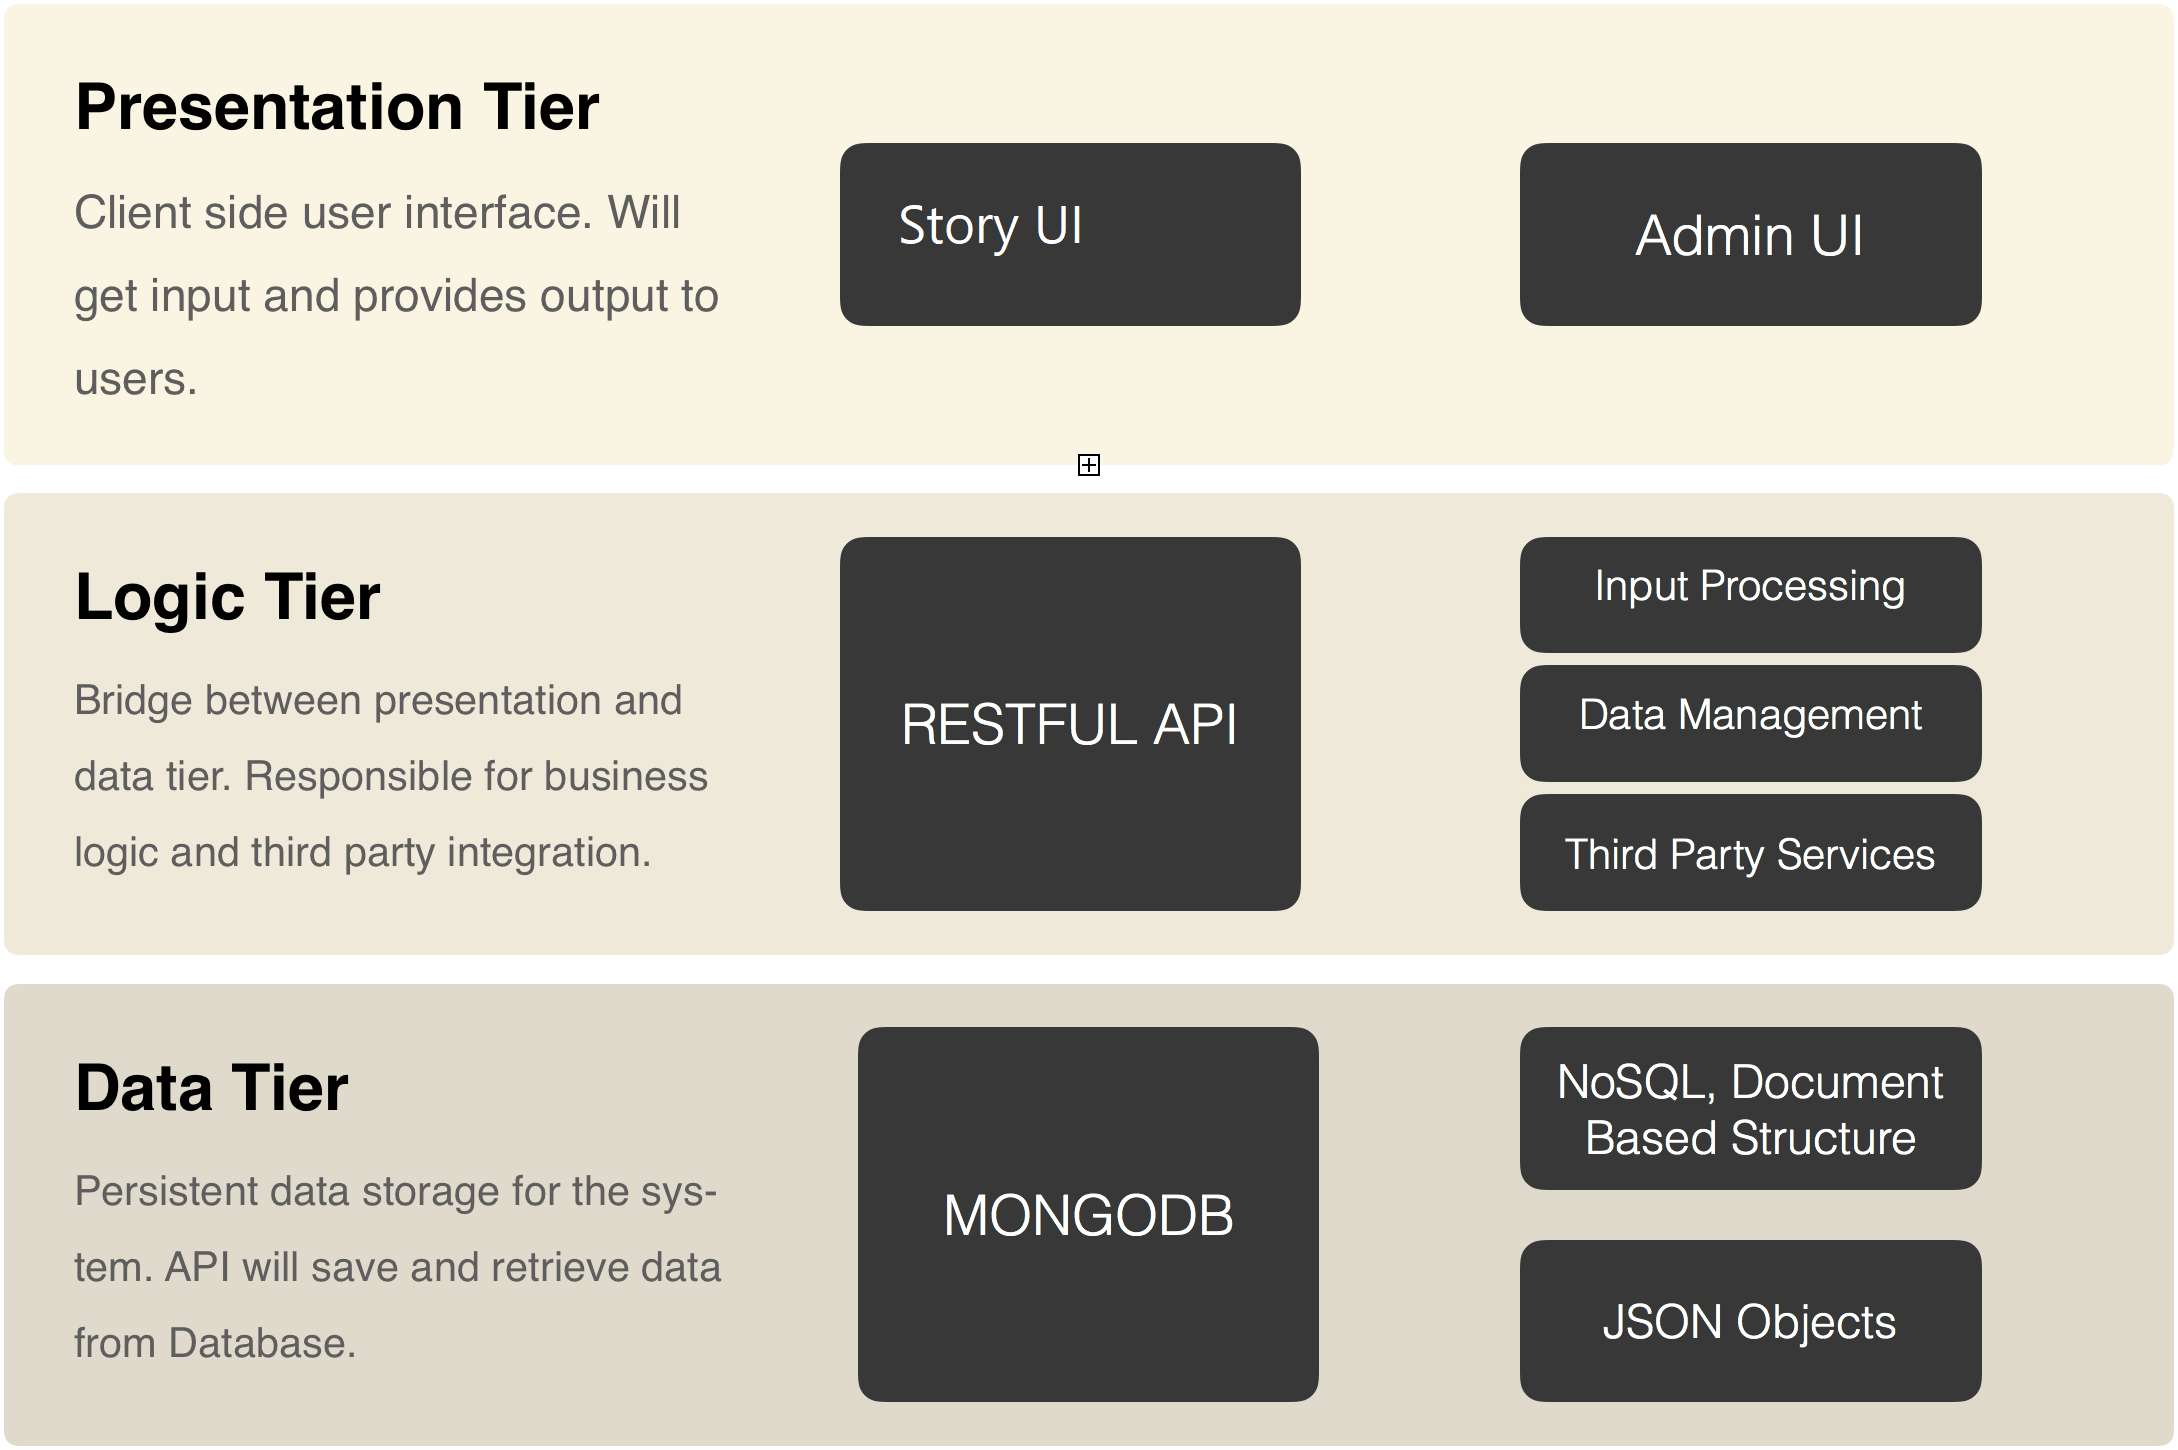 Presentation Tier
Client side user interface. Will
get input and provides output to
users.
Story UI
Admin UI
Logic Tier
Bridge between presentation and
data tier. Responsible for business
logic and third party integration.
RESTFUL API
Input Processing
Data Management
Third Party Services
Data Tier
Persistent data storage for the sys-
tem. API will save and retrieve data
from Database.
MONGODB
NoSQL, Document
Based Structure
JSON Objects